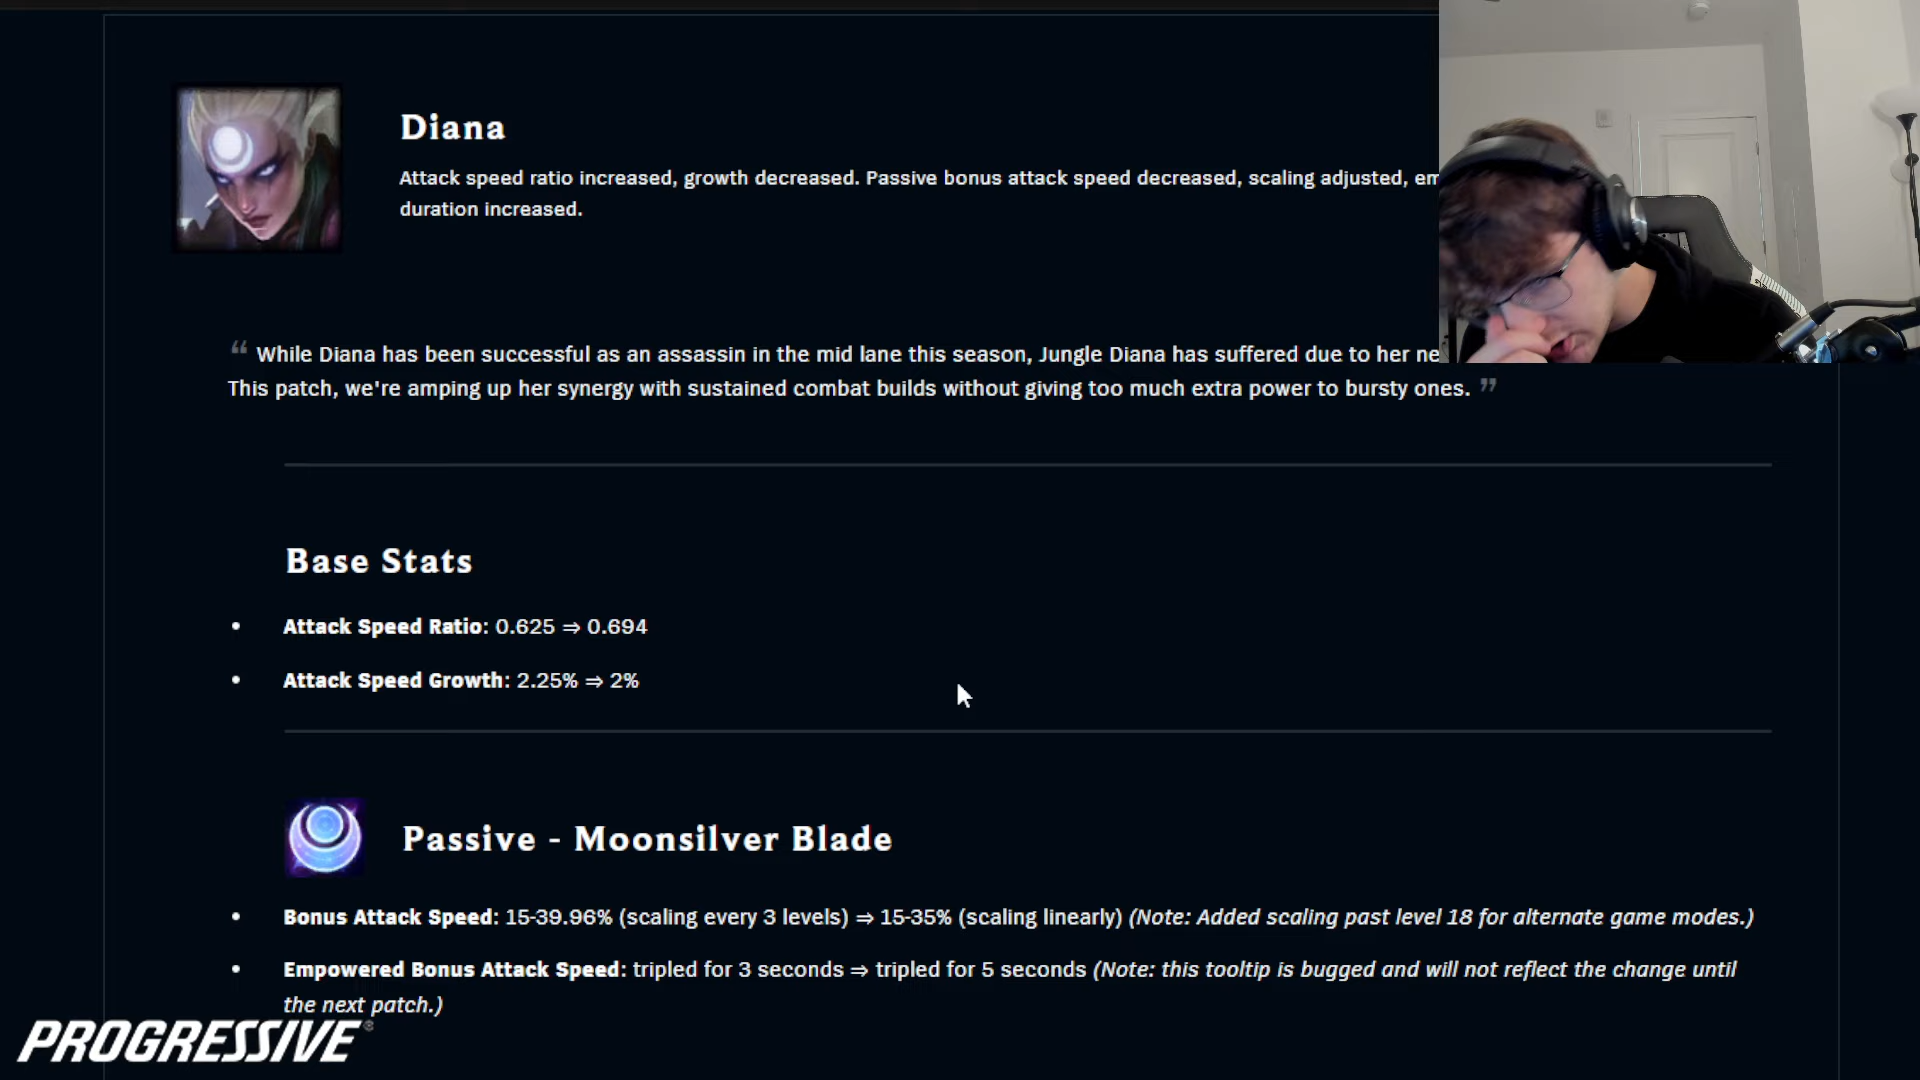 Diana
Attack speed ratio increased, growth decreased. Passive bonus attack speed decreased, scaling adjusted,
duration increased.
“ While Diana has been successful as an assassin in the mid lane this season, Jungle Diana has suffered due to her
This patch, we're amping up her synergy with sustained combat builds without giving too much extra power to bursty ones. ”
Base Stats
• Attack Speed Ratio: 0.625 ⇒ 0.694
• Attack Speed Growth: 2.25% ⇒ 2%
Passive - Moonsilver Blade
• Bonus Attack Speed: 15-39.96% (scaling every 3 levels) ⇒ 15-35% (scaling linearly) (Note: Added scaling past level 18 for alternate game modes.)
• Empowered Bonus Attack Speed: tripled for 3 seconds ⇒ tripled for 5 seconds (Note: this tooltip is bugged and will not reflect the change until
the next patch.)
PROGRESSIVE®